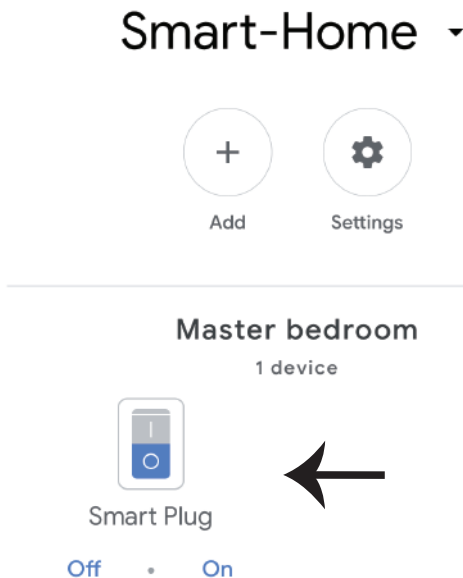 Smart-Home
Add Settings
Master bedroom
1 device
Smart Plug
Off • On